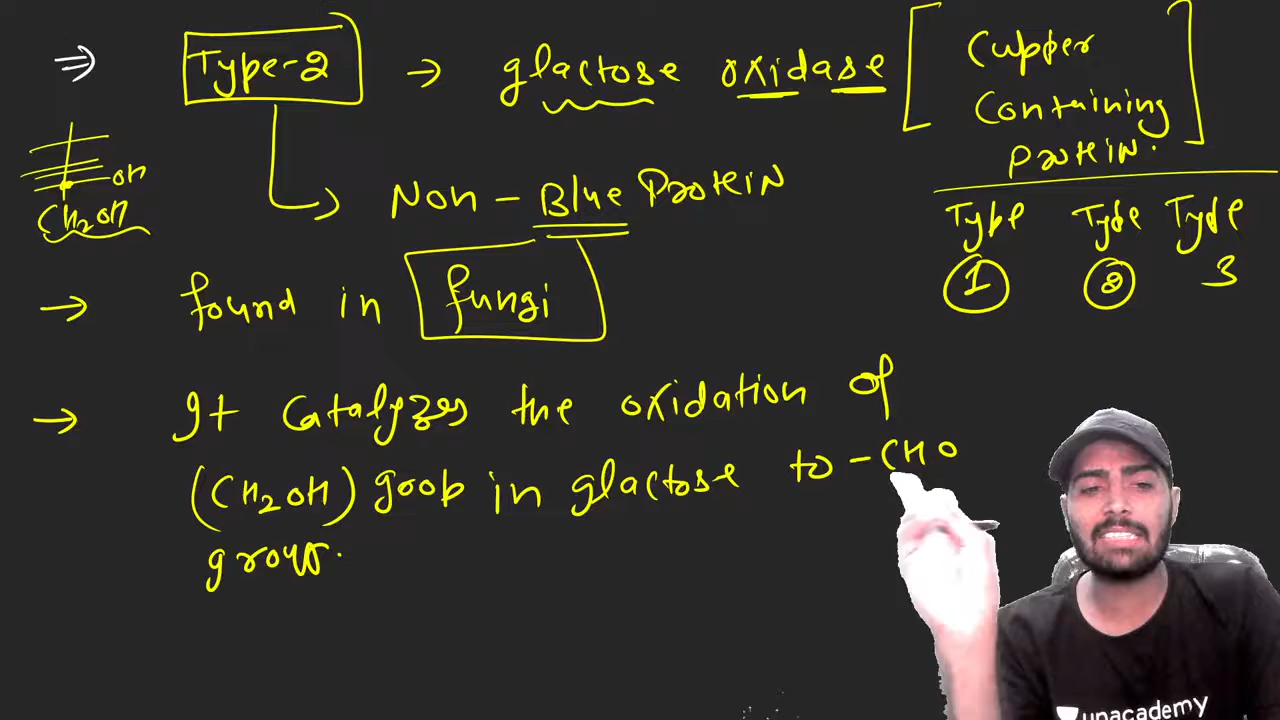 ⇒ Type-2 → glactose oxidase [Cupper
Containing
Protein.]
Type Type Type
1 2 3
OH
CH2OH
Non-Blue Protein
→ found in fungi
→ It Catalyzes the oxidation of
(CH2OH) goop in glactose to -CHO
group.
unacademy